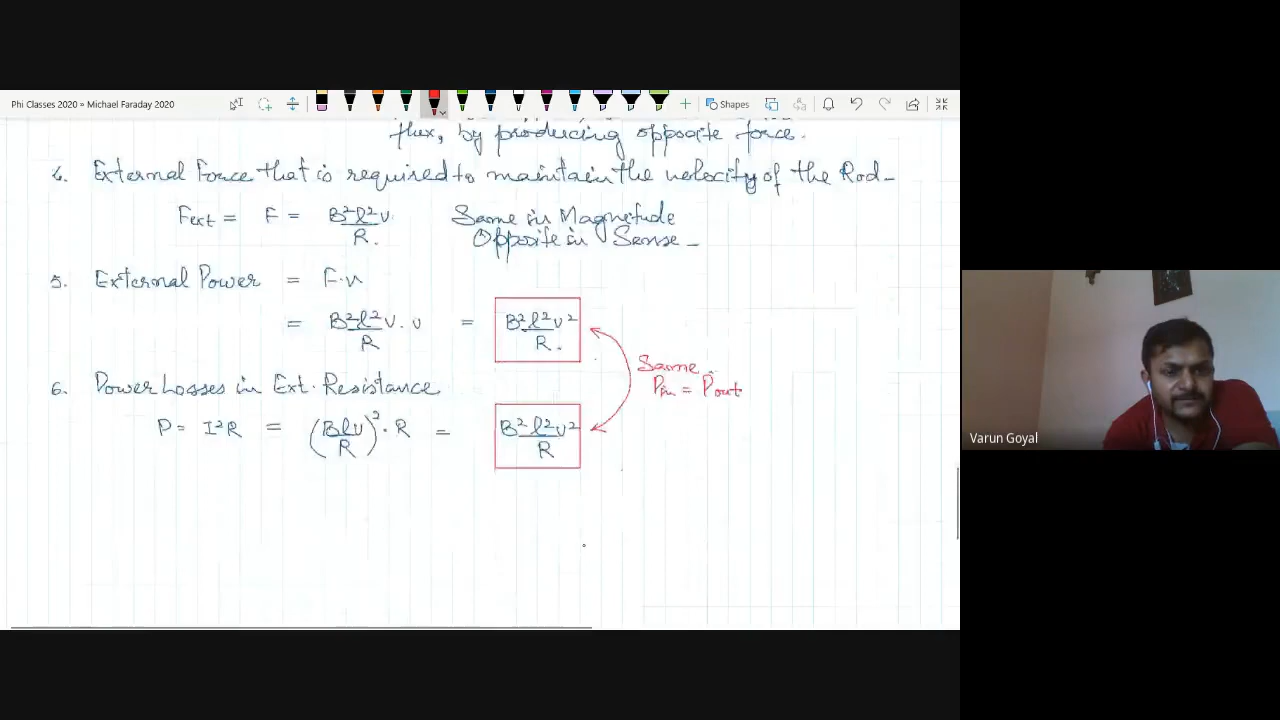 Phi Classes 2020 » Michael Faraday 2020
Shapes
flux, by producing opposite force.
4. External Force that is required to maintain the velocity of the Rod_
Fext = F = B²l²v/R. Same in Magnitude
Opposite in Sense_
5. External Power = F.v
= B²l²v/R . v = B²l²v²/R.
Same
Pin = Pout
6. Power Losses in Ext. Resistance
P = I²R = (Blv/R)² . R = B²l²v²/R
Varun Goyal